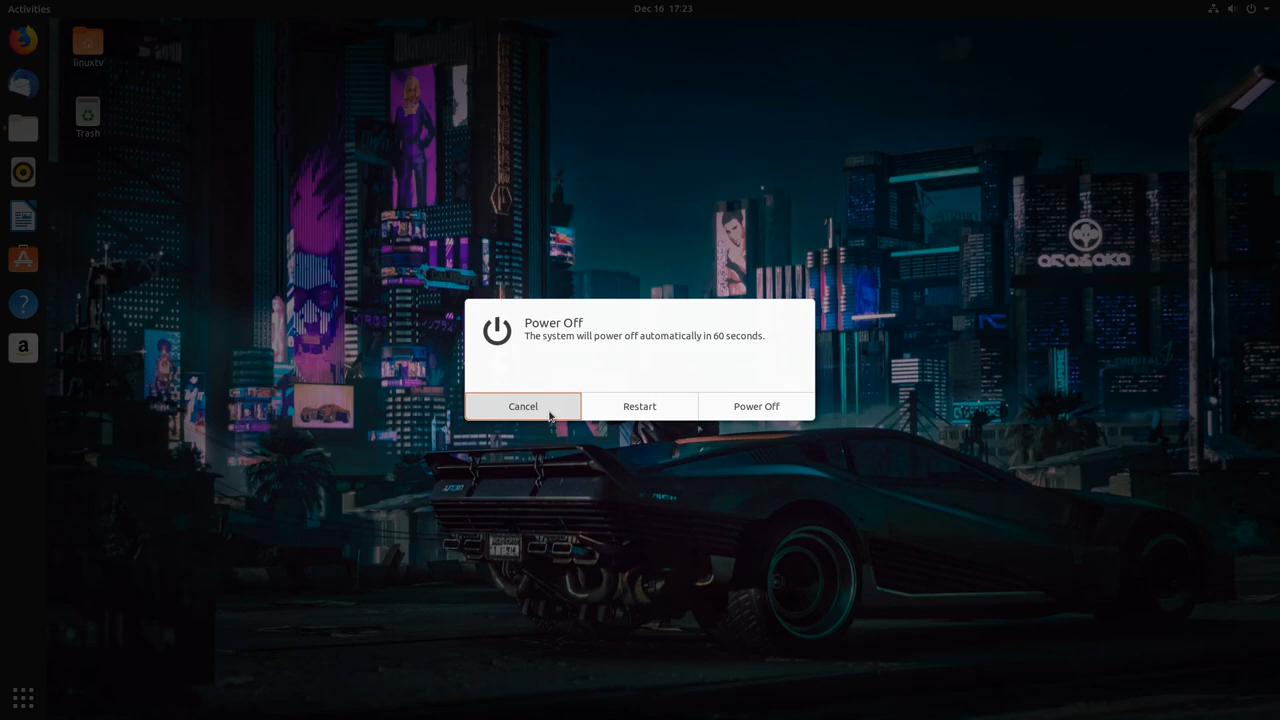 Activities
Dec 16 17:23
linuxtv
Trash
a
?
arasaka
Power Off
The system will power off automatically in 60 seconds.
Cancel
Restart
Power Off